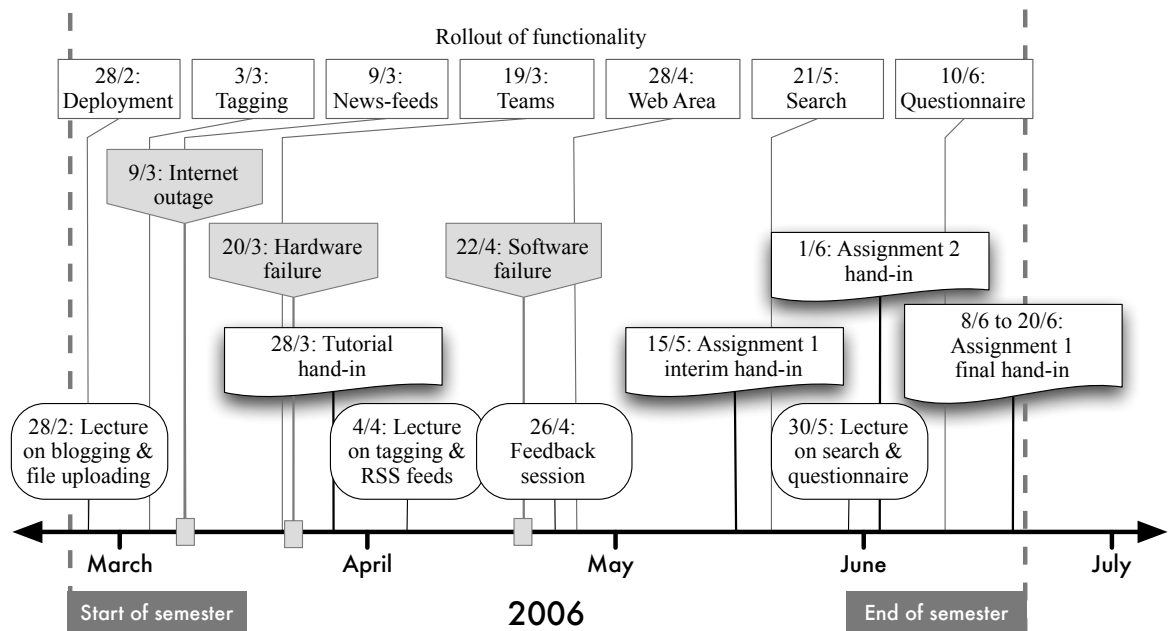 Rollout of functionality
28/2:
Deployment
3/3:
Tagging
9/3:
News-feeds
19/3:
Teams
28/4:
Web Area
21/5:
Search
10/6:
Questionnaire
9/3: Internet
outage
20/3: Hardware
failure
22/4: Software
failure
1/6: Assignment 2
hand-in
28/3: Tutorial
hand-in
15/5: Assignment 1
interim hand-in
8/6 to 20/6:
Assignment 1
final hand-in
28/2: Lecture
on blogging &
file uploading
4/4: Lecture
on tagging &
RSS feeds
26/4:
Feedback
session
30/5: Lecture
on search &
questionnaire
March
April
May
June
July
Start of semester
2006
End of semester